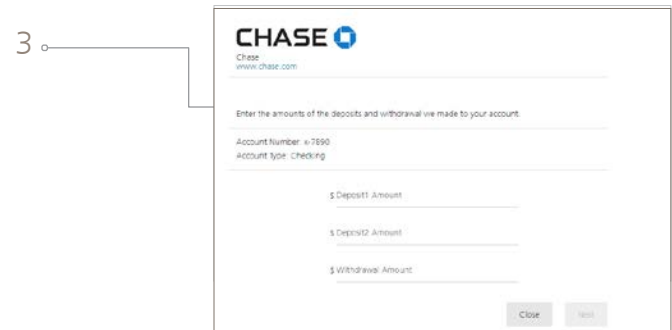 3
CHASE
Chase
www.chase.com
Enter the amounts of the deposits and withdrawal we made to your account.
Account Number: x-7890
Account Type: Checking
$ Deposit1 Amount
$ Deposit2 Amount
$ Withdrawal Amount
Close Next